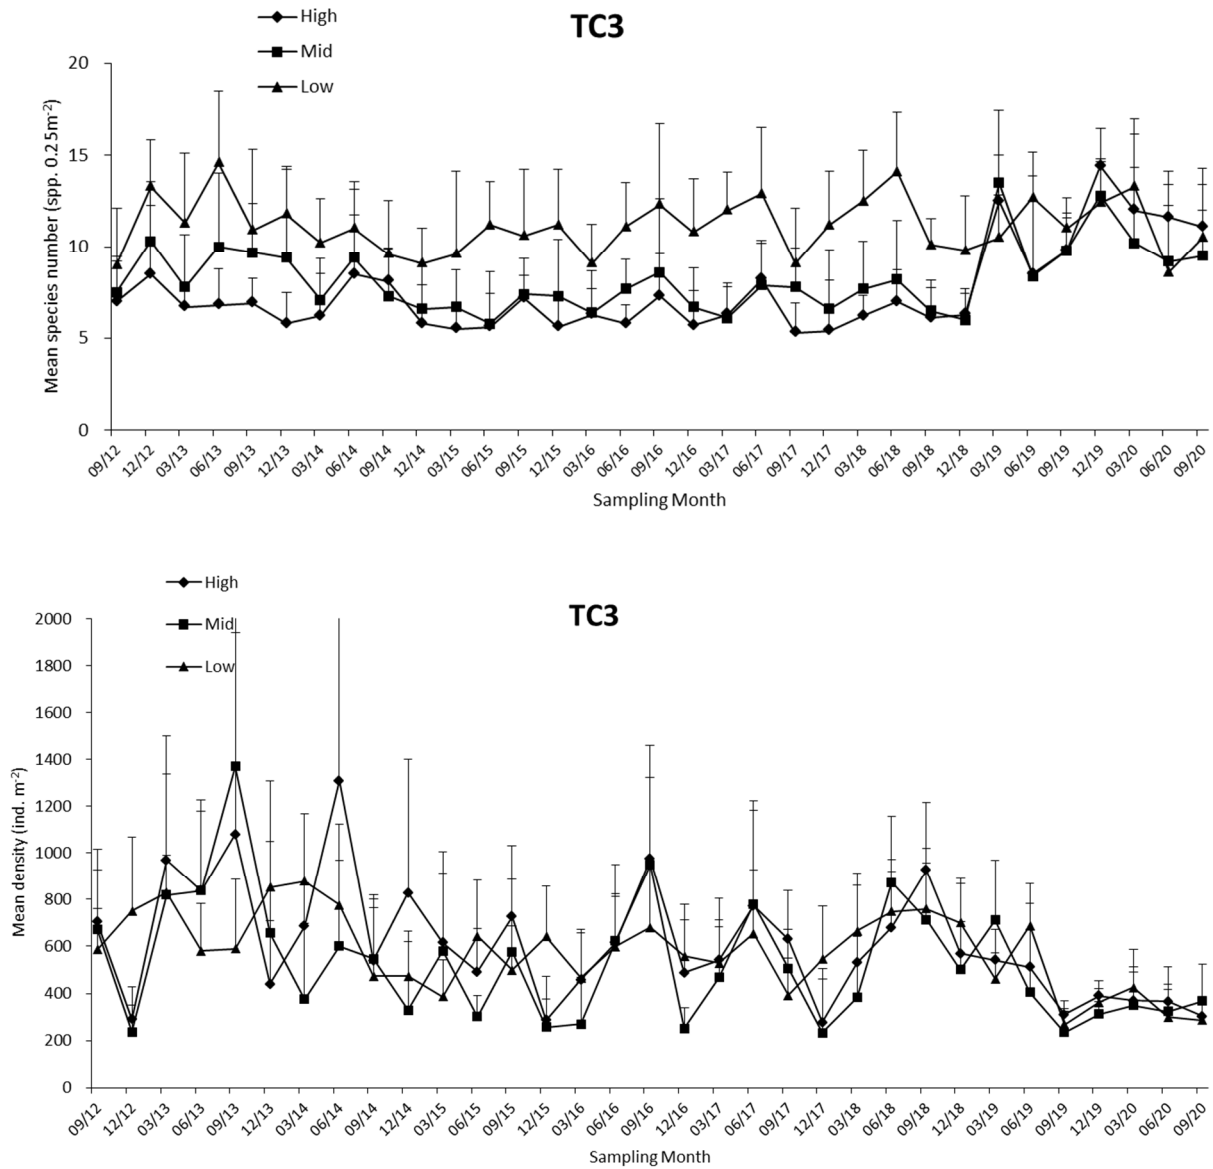 High
TC3
Mid
Low
20
15
10
5
0
Mean species number (spp. 0.25m-2)
09/12 12/12 03/13 06/13 09/13 12/13 03/14 06/14 09/14 12/14 03/15 06/15 09/15 12/15 03/16 06/16 09/16 12/16 03/17 06/17 09/17 12/17 03/18 06/18 09/18 12/18 03/19 06/19 09/19 12/19 03/20 06/20 09/20
Sampling Month
High
TC3
Mid
Low
2000
1800
1600
1400
1200
1000
800
600
400
200
0
Mean density (ind. m-2)
09/12 12/12 03/13 06/13 09/13 12/13 03/14 06/14 09/14 12/14 03/15 06/15 09/15 12/15 03/16 06/16 09/16 12/16 03/17 06/17 09/17 12/17 03/18 06/18 09/18 12/18 03/19 06/19 09/19 12/19 03/20 06/20 09/20
Sampling Month